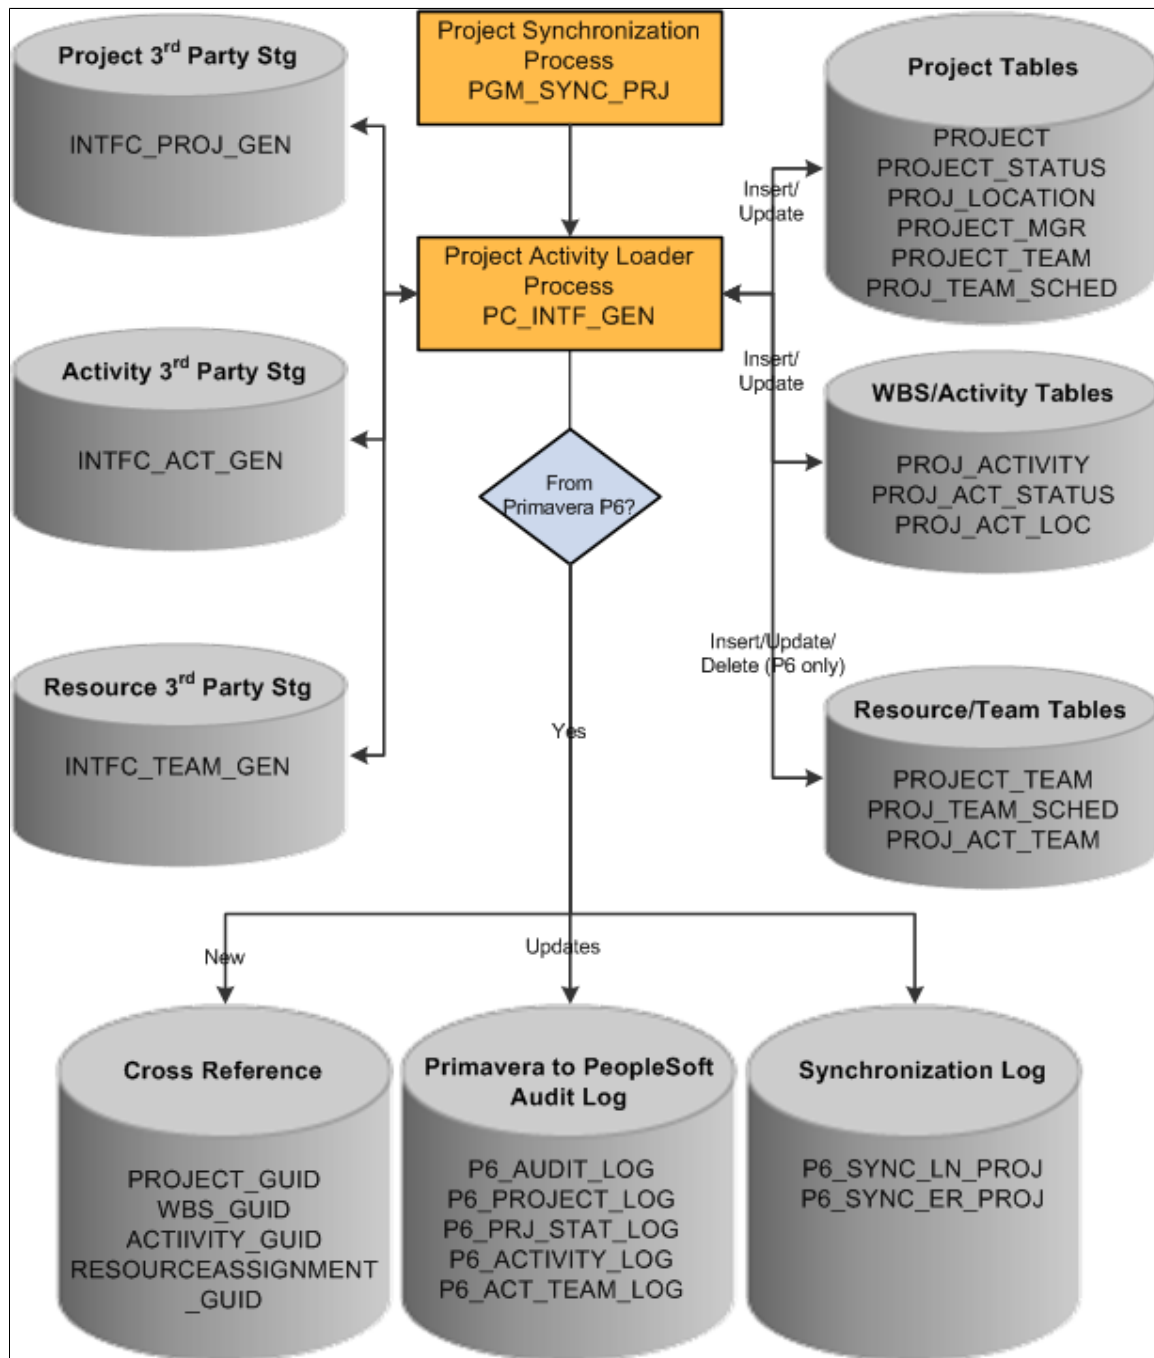 Project 3rd Party Stg
INTFC_PROJ_GEN
Project Synchronization
Process
PGM_SYNC_PRJ
Project Tables
PROJECT
PROJECT_STATUS
PROJ_LOCATION
PROJECT_MGR
PROJECT_TEAM
PROJ_TEAM_SCHED
Insert/
Update
Project Activity Loader
Process
PC_INTF_GEN
Activity 3rd Party Stg
INTFC_ACT_GEN
Insert/
Update
WBS/Activity Tables
PROJ_ACTIVITY
PROJ_ACT_STATUS
PROJ_ACT_LOC
From
Primavera P6?
Resource 3rd Party Stg
INTFC_TEAM_GEN
Insert/Update/
Delete (P6 only)
Resource/Team Tables
PROJECT_TEAM
PROJ_TEAM_SCHED
PROJ_ACT_TEAM
Yes
New
Updates
Cross Reference
PROJECT_GUID
WBS_GUID
ACTIIVITY_GUID
RESOURCEASSIGNMENT
_GUID
Primavera to PeopleSoft
Audit Log
P6_AUDIT_LOG
P6_PROJECT_LOG
P6_PRJ_STAT_LOG
P6_ACTIVITY_LOG
P6_ACT_TEAM_LOG
Synchronization Log
P6_SYNC_LN_PROJ
P6_SYNC_ER_PROJ